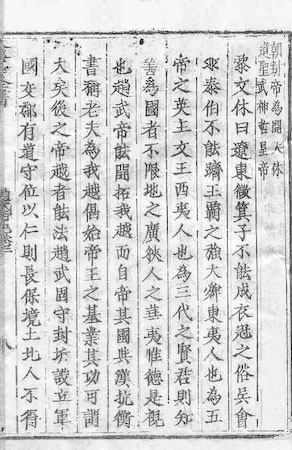 朝封帝為開天体
道聖武神哲皇帝
黎文休曰遼東微箕子不能成衣冠之俗吳會
非泰伯不能躋王霸之強大舜東夷人也為五
帝之英主文王西夷人也為三代之賢君則知
善為國者不限地之廣狹人之華夷惟德是視
也趙武帝能開拓我越而自帝其國與漢抗衡
書稱老夫為我越倡始帝王之基業其功可謂
大矣後之帝越者能法趙武固守封圻設立軍
國交鄰有道守位以仁則長保境土北人不得